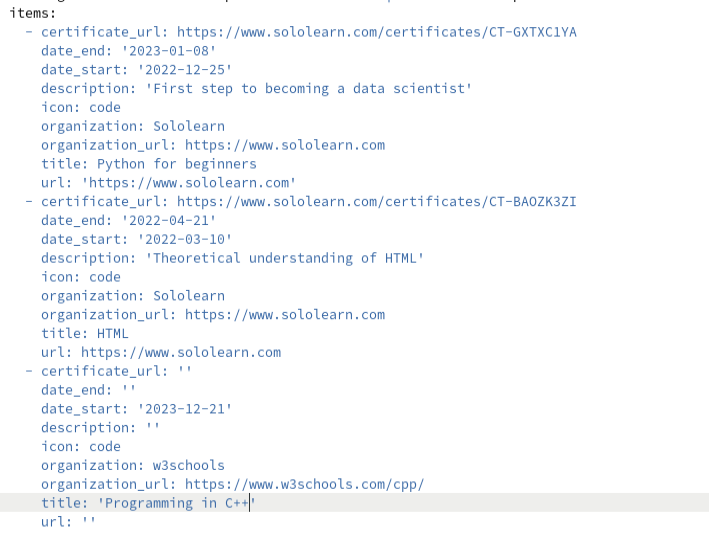 items:
  - certificate_url: https://www.sololearn.com/certificates/CT-GXTXC1YA
    date_end: '2023-01-08'
    date_start: '2022-12-25'
    description: 'First step to becoming a data scientist'
    icon: code
    organization: Sololearn
    organization_url: https://www.sololearn.com
    title: Python for beginners
    url: 'https://www.sololearn.com'
  - certificate_url: https://www.sololearn.com/certificates/CT-BAOZK3ZI
    date_end: '2022-04-21'
    date_start: '2022-03-10'
    description: 'Theoretical understanding of HTML'
    icon: code
    organization: Sololearn
    organization_url: https://www.sololearn.com
    title: HTML
    url: https://www.sololearn.com
  - certificate_url: ''
    date_end: ''
    date_start: '2023-12-21'
    description: ''
    icon: code
    organization: w3schools
    organization_url: https://www.w3schools.com/cpp/
    title: 'Programming in C++'
    url: ''